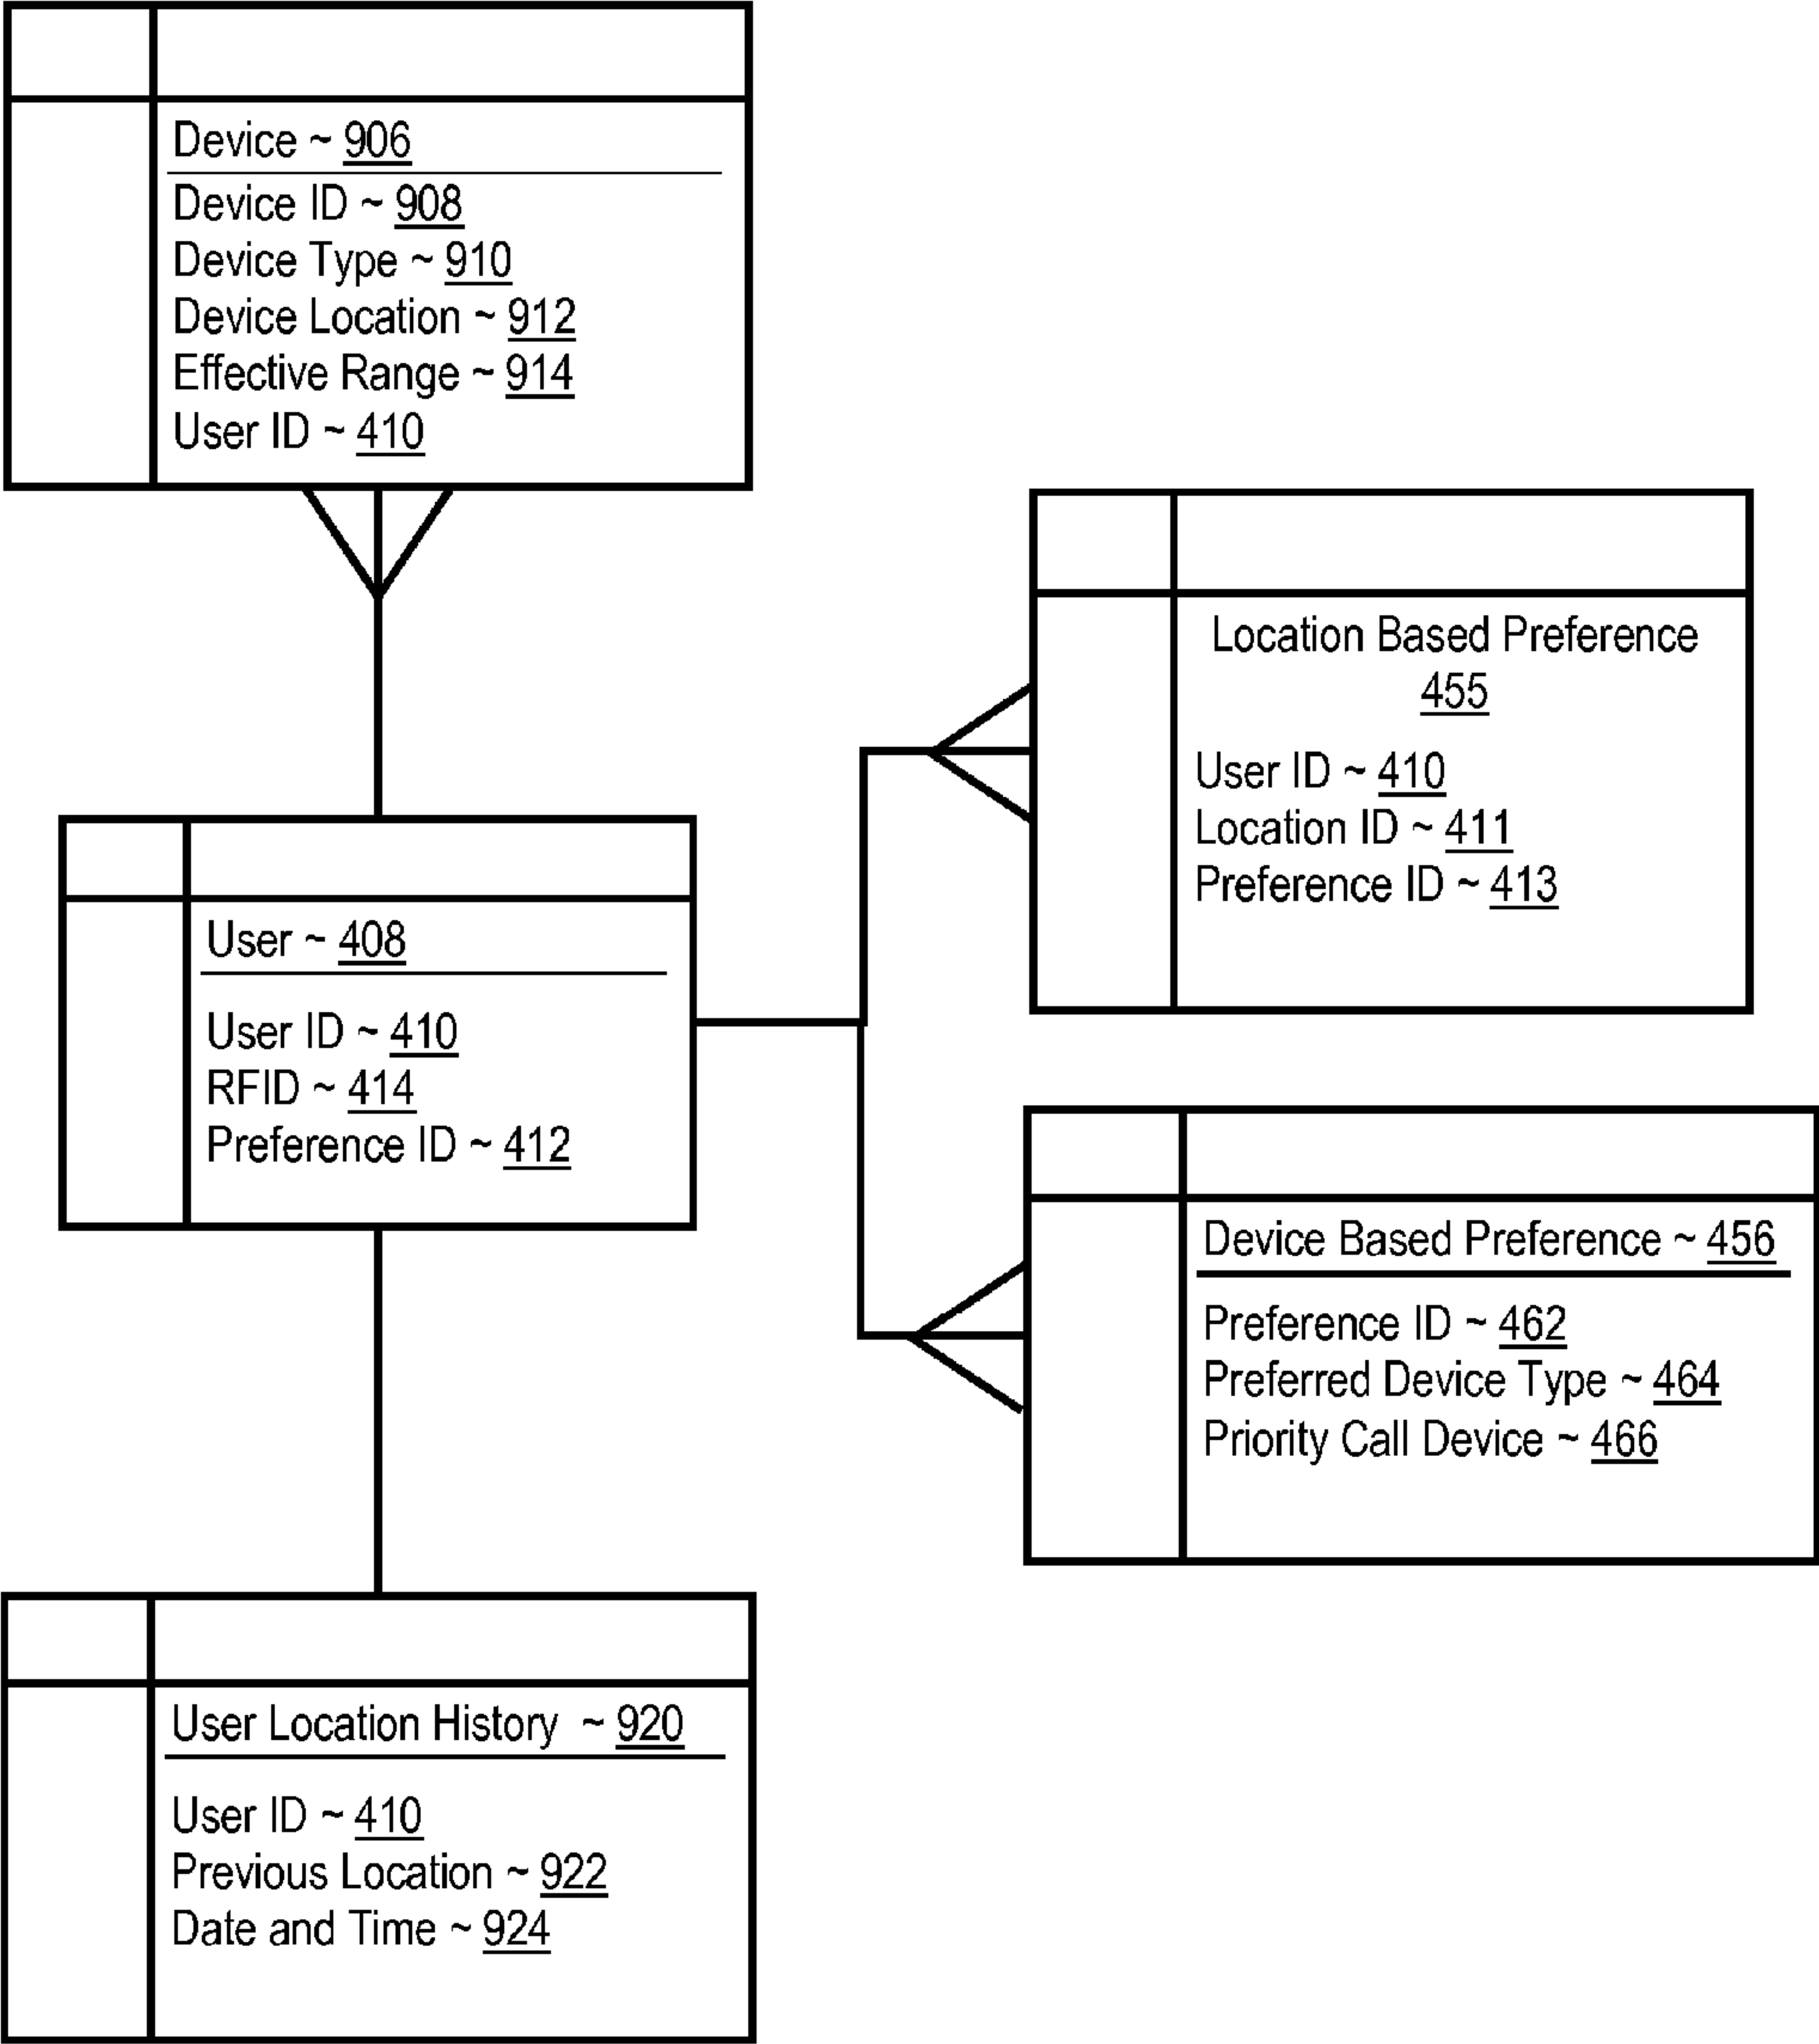 Device ~ 906
Device ID ~ 908
Device Type ~ 910
Device Location ~ 912
Effective Range ~ 914
User ID ~ 410
Location Based Preference
455
User ID ~ 410
Location ID ~ 411
Preference ID ~ 413
User ~ 408
User ID ~ 410
RFID ~ 414
Preference ID ~ 412
Device Based Preference ~ 456
Preference ID ~ 462
Preferred Device Type ~ 464
Priority Call Device ~ 466
User Location History ~ 920
User ID ~ 410
Previous Location ~ 922
Date and Time ~ 924